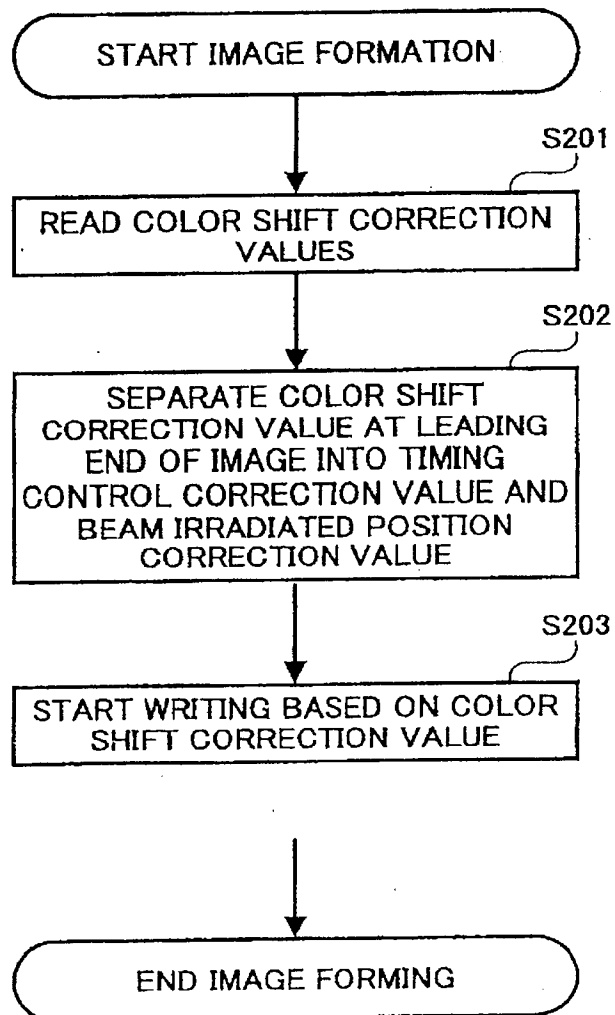 START IMAGE FORMATION
S201
READ COLOR SHIFT CORRECTION
VALUES
S202
SEPARATE COLOR SHIFT
CORRECTION VALUE AT LEADING
END OF IMAGE INTO TIMING
CONTROL CORRECTION VALUE AND
BEAM IRRADIATED POSITION
CORRECTION VALUE
S203
START WRITING BASED ON COLOR
SHIFT CORRECTION VALUE
END IMAGE FORMING